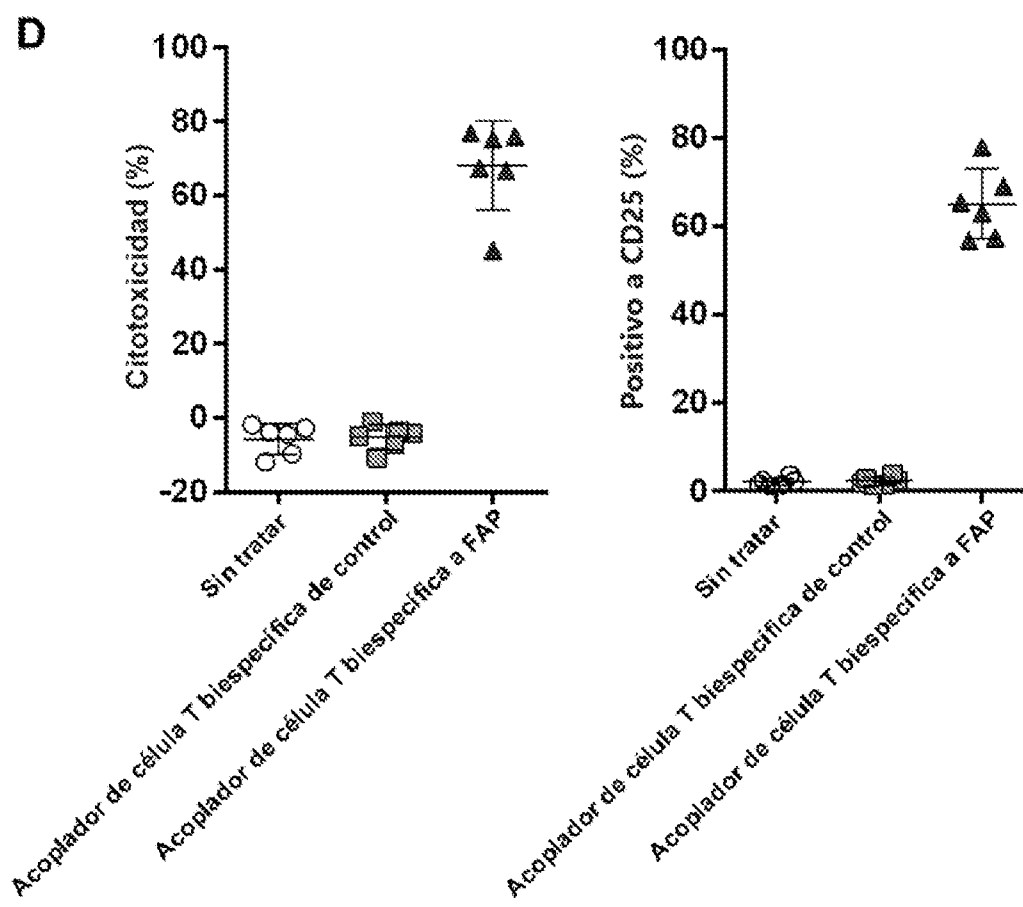 D
Citotoxicidad (%)
100
80
60
40
20
0
-20
Sin tratar
Acoplador de célula T biespecífica de control
Acoplador de célula T biespecífica a FAP
Positivo a CD25 (%)
100
80
60
40
20
0
Sin tratar
Acoplador de célula T biespecífica de control
Acoplador de célula T biespecífica a FAP